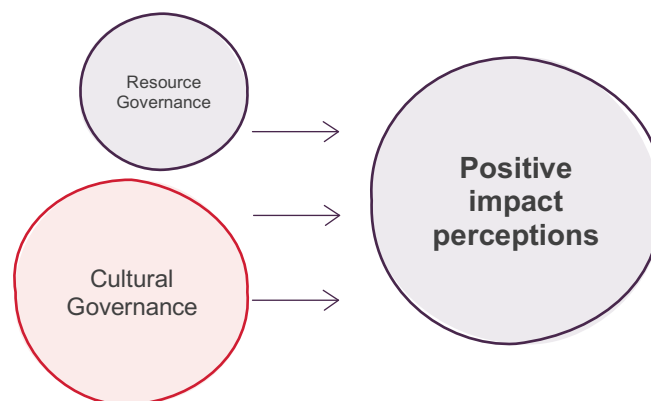 Resource
Governance
Positive
impact
perceptions
Cultural
Governance